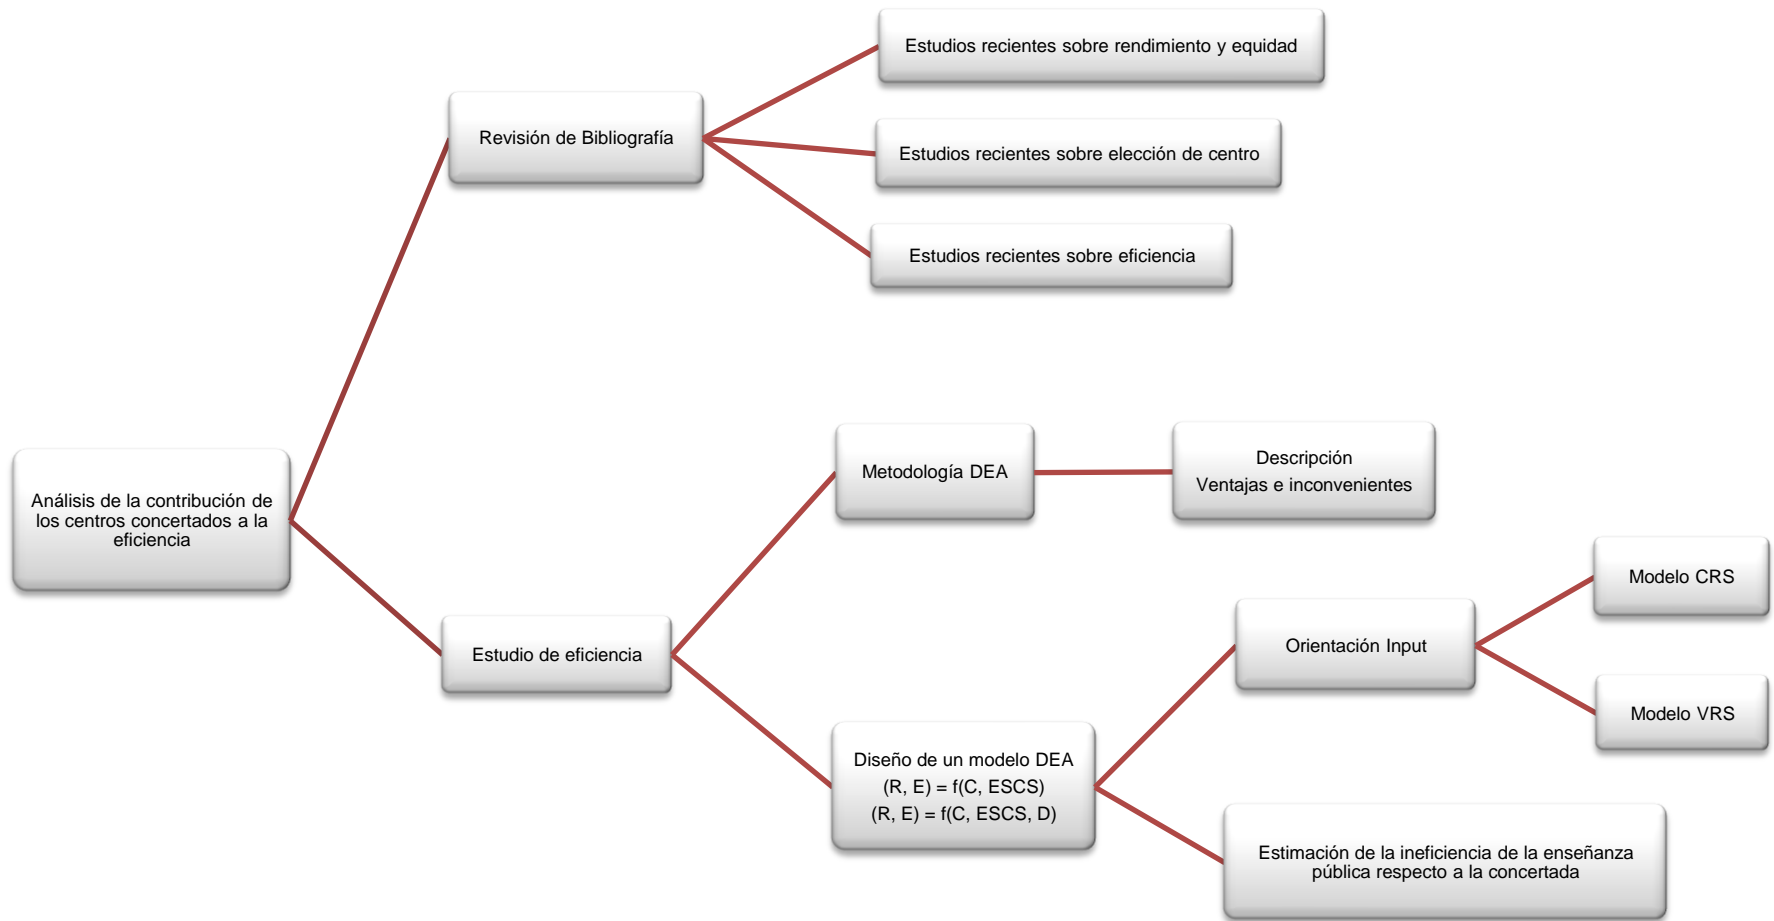 Estudios recientes sobre rendimiento y equidad
Revisión de Bibliografía
Estudios recientes sobre elección de centro
Estudios recientes sobre eficiencia
Análisis de la contribución de
los centros concertados a la
eficiencia
Estudio de eficiencia
Metodología DEA
Descripción
Ventajas e inconvenientes
Diseño de un modelo DEA
(R, E) = f(C, ESCS)
(R, E) = f(C, ESCS, D)
Orientación Input
Modelo CRS
Modelo VRS
Estimación de la ineficiencia de la enseñanza
pública respecto a la concertada